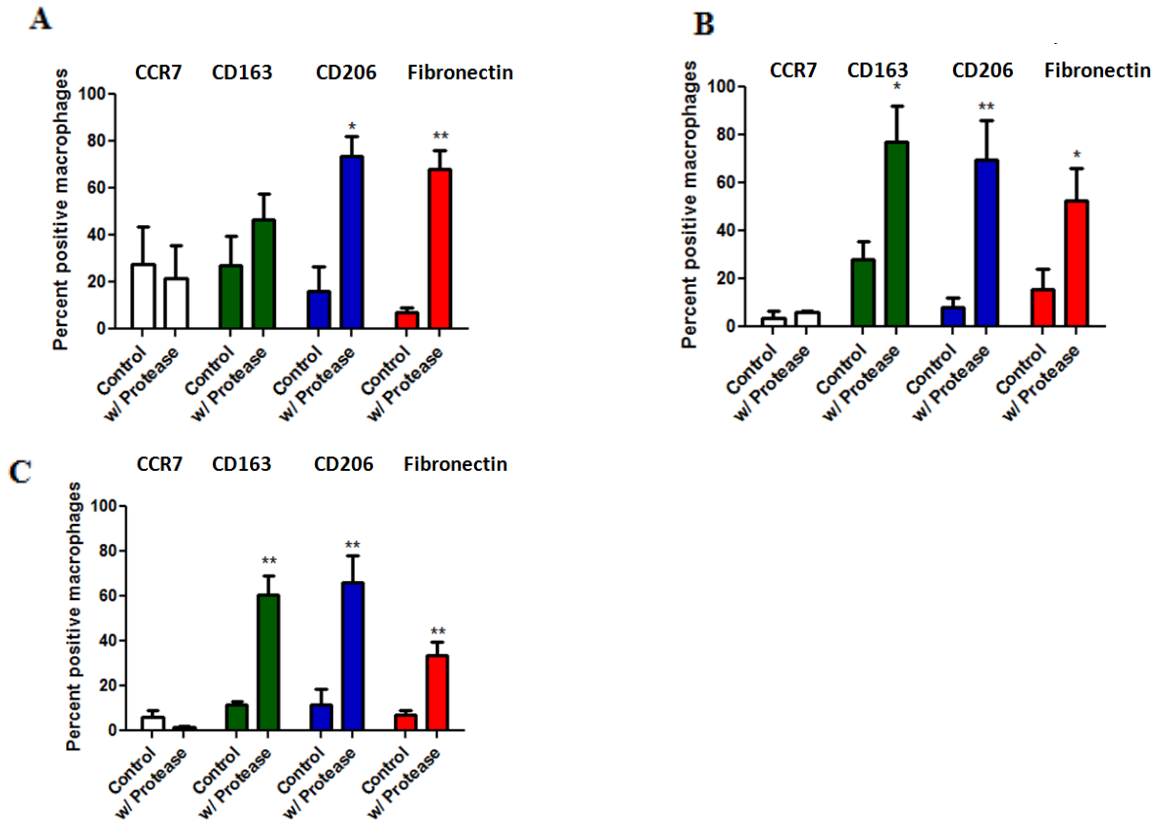 A
CCR7 CD163 CD206 Fibronectin
Percent positive macrophages
100
80
60
40
20
0
* **
Control w/ Protease Control w/ Protease Control w/ Protease Control w/ Protease
B
CCR7 CD163 CD206 Fibronectin
Percent positive macrophages
100
80
60
40
20
0
* ** *
Control w/ Protease Control w/ Protease Control w/ Protease Control w/ Protease
C
CCR7 CD163 CD206 Fibronectin
Percent positive macrophages
100
80
60
40
20
0
** ** **
Control w/ Protease Control w/ Protease Control w/ Protease Control w/ Protease